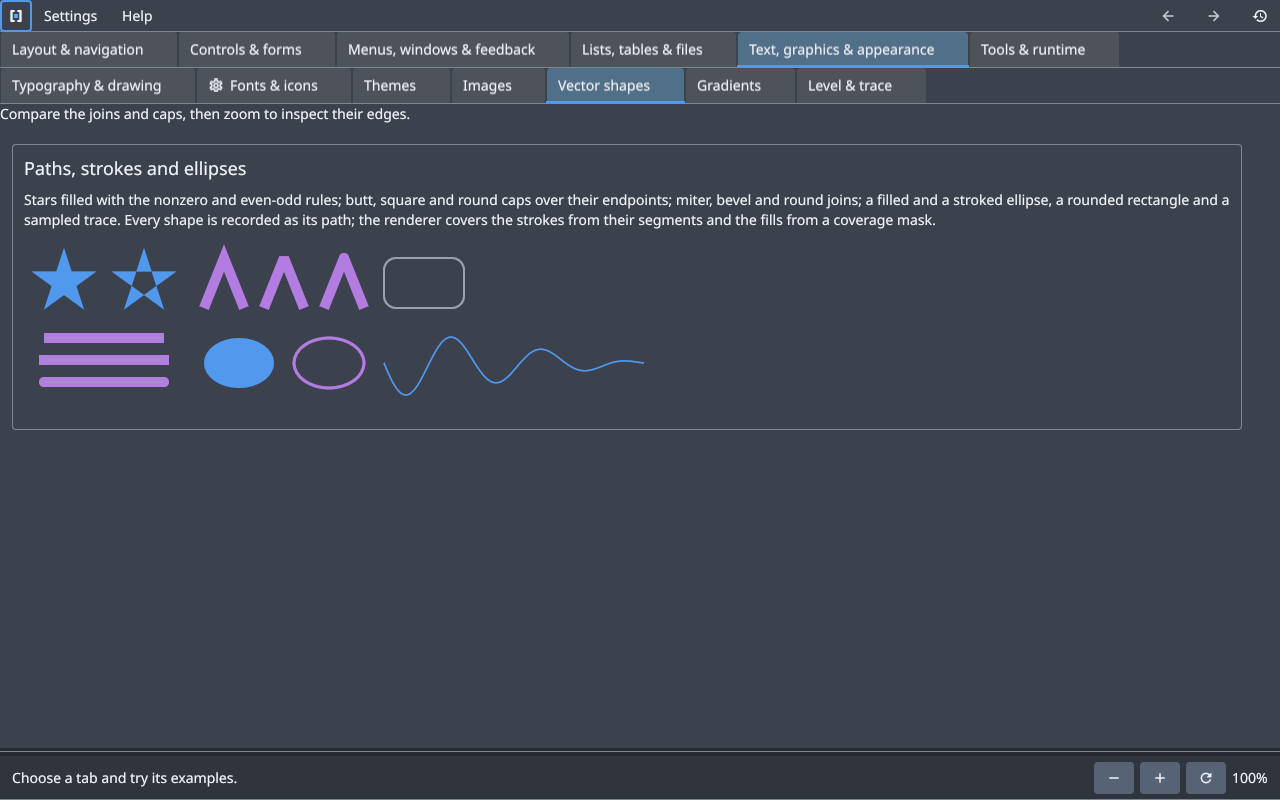 Settings
Help
Layout & navigation
Controls & forms
Menus, windows & feedback
Lists, tables & files
Text, graphics & appearance
Tools & runtime
Typography & drawing
Fonts & icons
Themes
Images
Vector shapes
Gradients
Level & trace
Compare the joins and caps, then zoom to inspect their edges.
Paths, strokes and ellipses
Stars filled with the nonzero and even-odd rules; butt, square and round caps over their endpoints; miter, bevel and round joins; a filled and a stroked ellipse, a rounded rectangle and a
sampled trace. Every shape is recorded as its path; the renderer covers the strokes from their segments and the fills from a coverage mask.
Choose a tab and try its examples.
100%